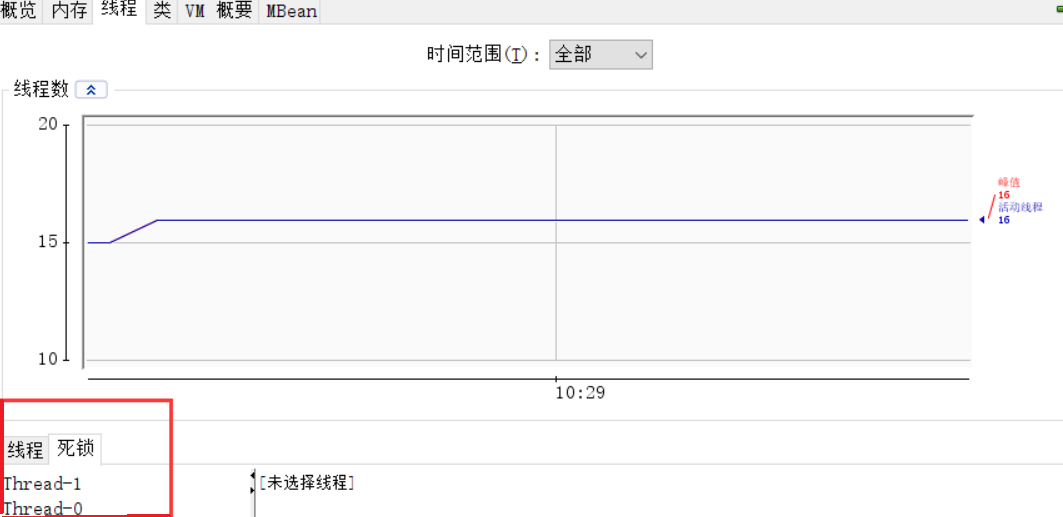 概览 内存 线程 类 VM 概要 MBean
时间范围(T): 全部
线程数
20
15
10
峰值
16
活动线程
16
10:29
线程 死锁
Thread-1
[未选择线程]
Thread-0